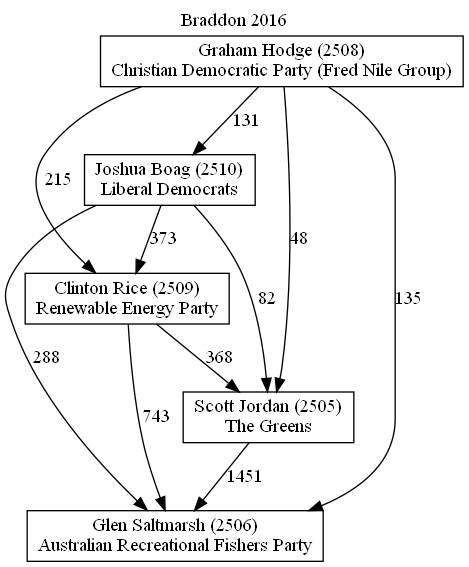 Braddon 2016
Graham Hodge (2508)
Christian Democratic Party (Fred Nile Group)
131
Joshua Boag (2510)
Liberal Democrats
215
373
48
Clinton Rice (2509)
Renewable Energy Party
82
135
288
368
743
Scott Jordan (2505)
The Greens
1451
Glen Saltmarsh (2506)
Australian Recreational Fishers Party